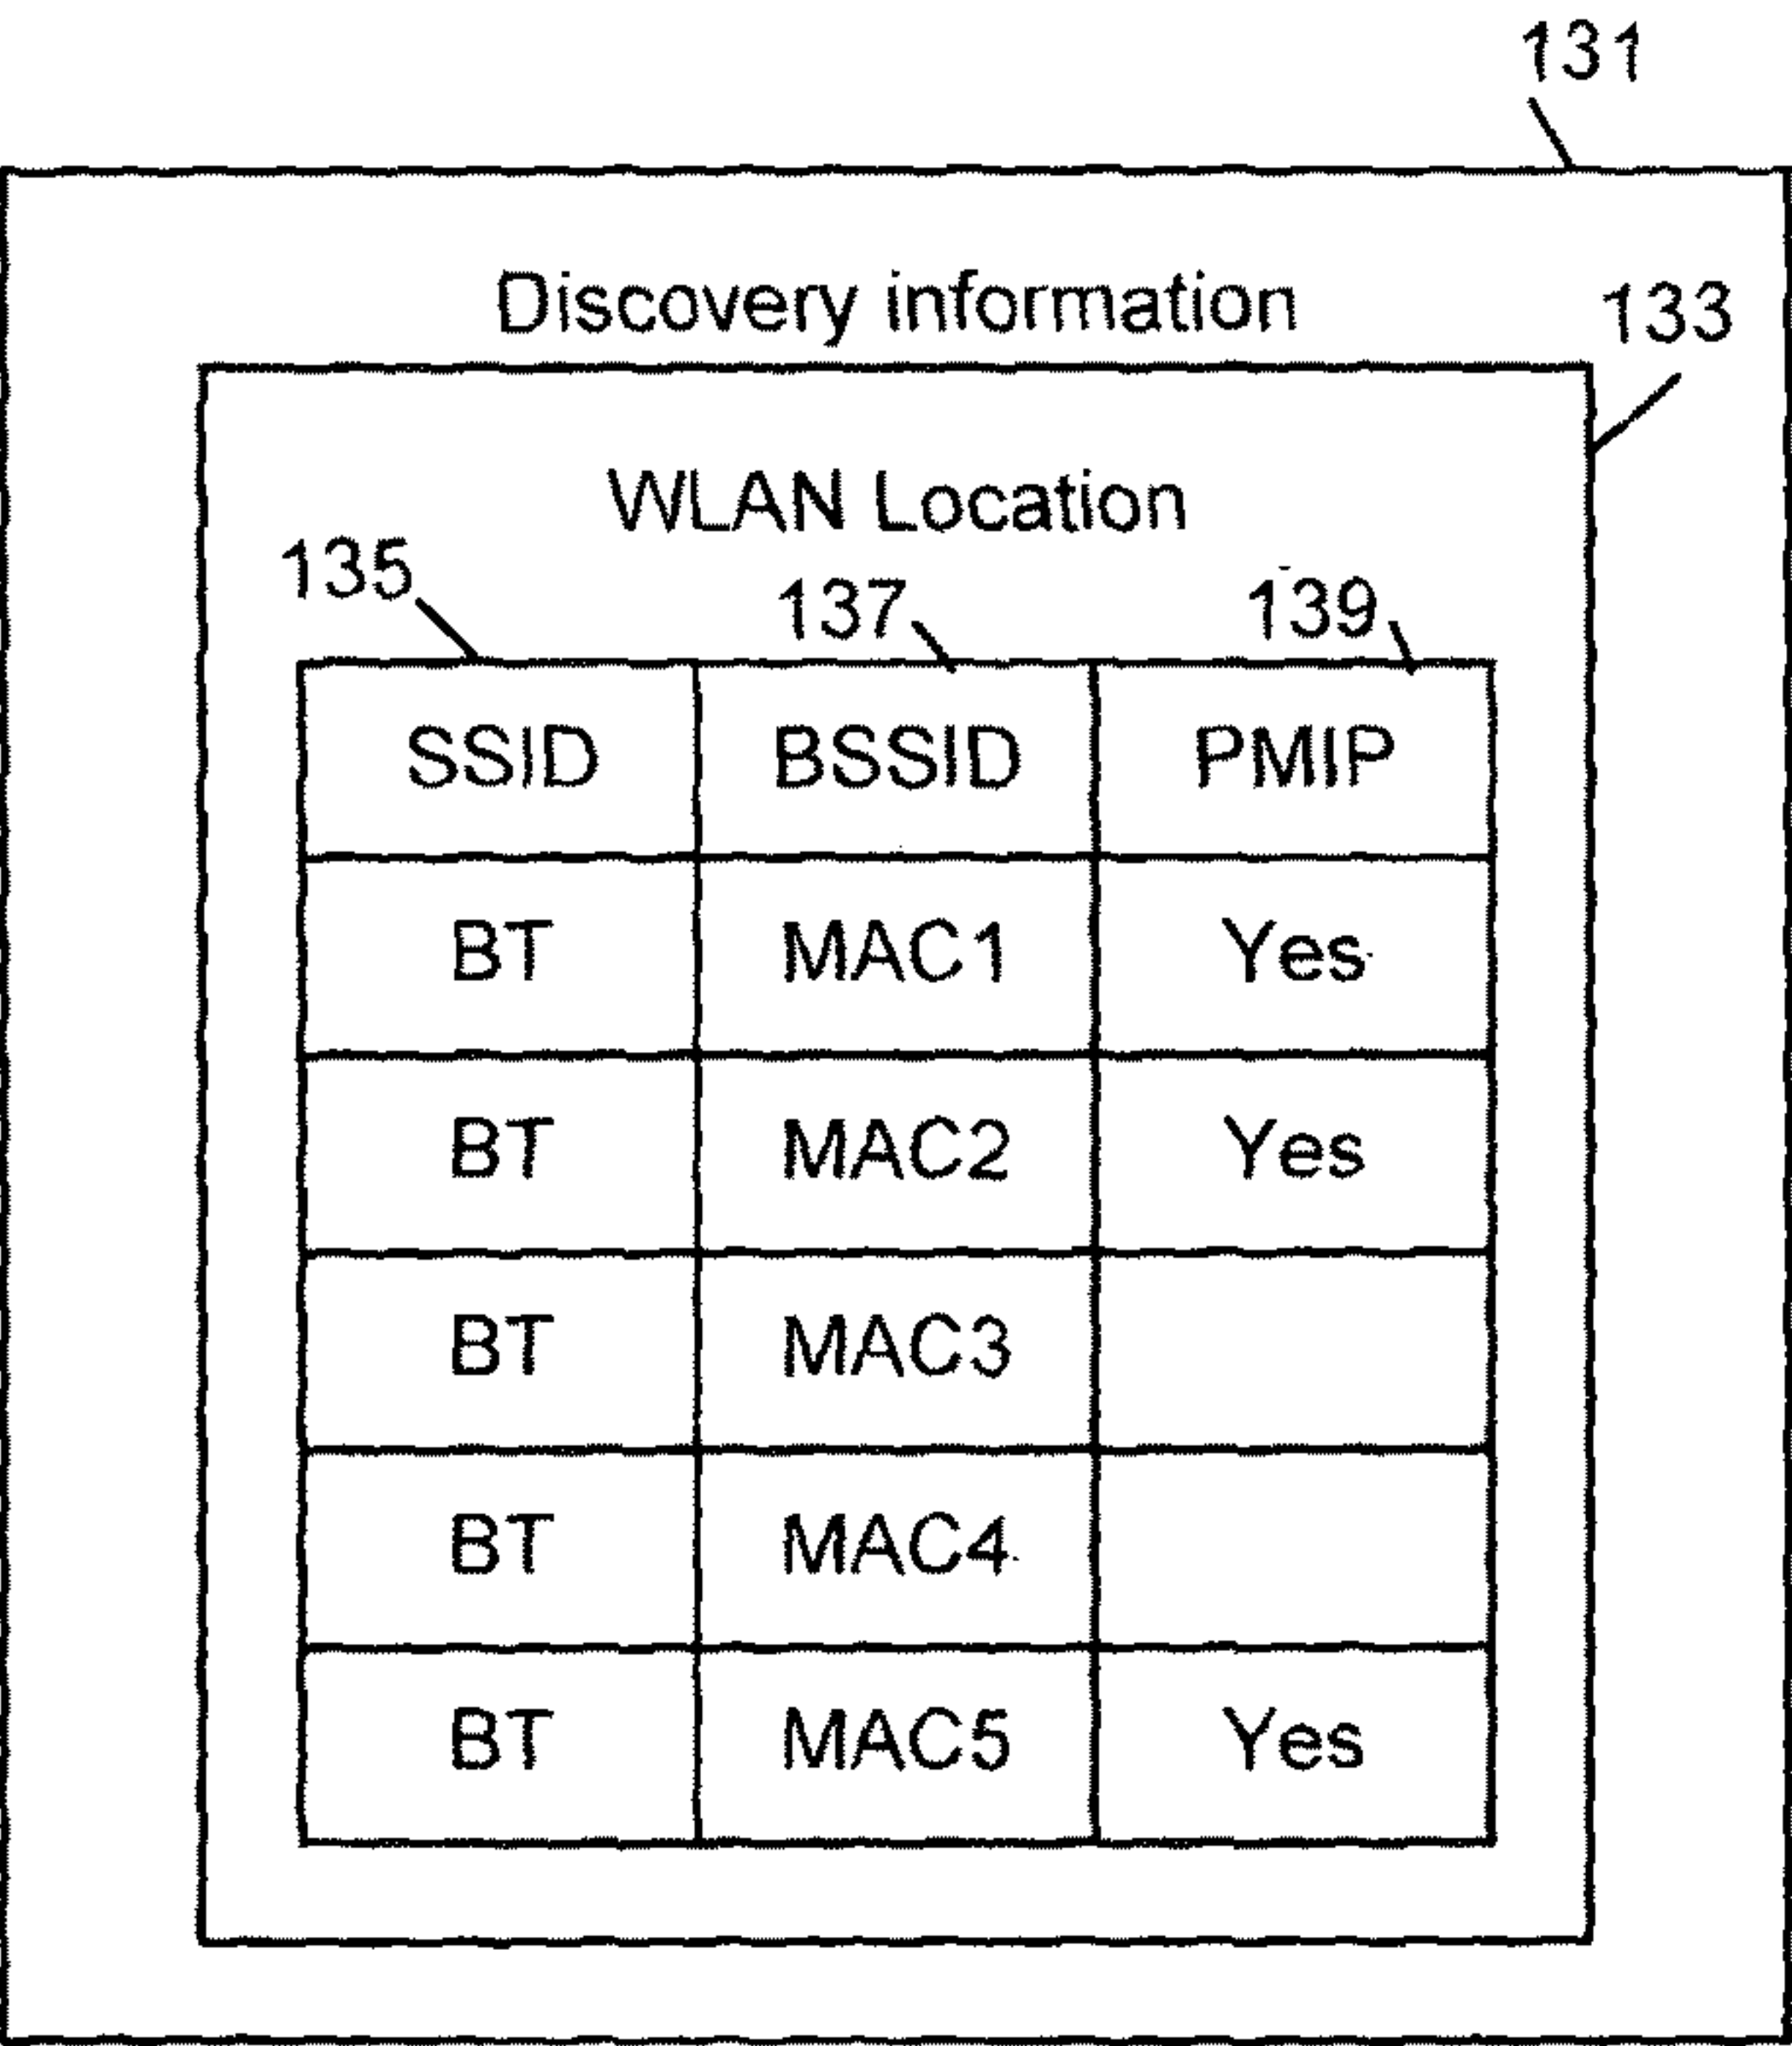 131
Discovery information
133
WLAN Location
135 137 139
SSID BSSID PMIP
BT MAC1 Yes
BT MAC2 Yes
BT MAC3
BT MAC4
BT MAC5 Yes